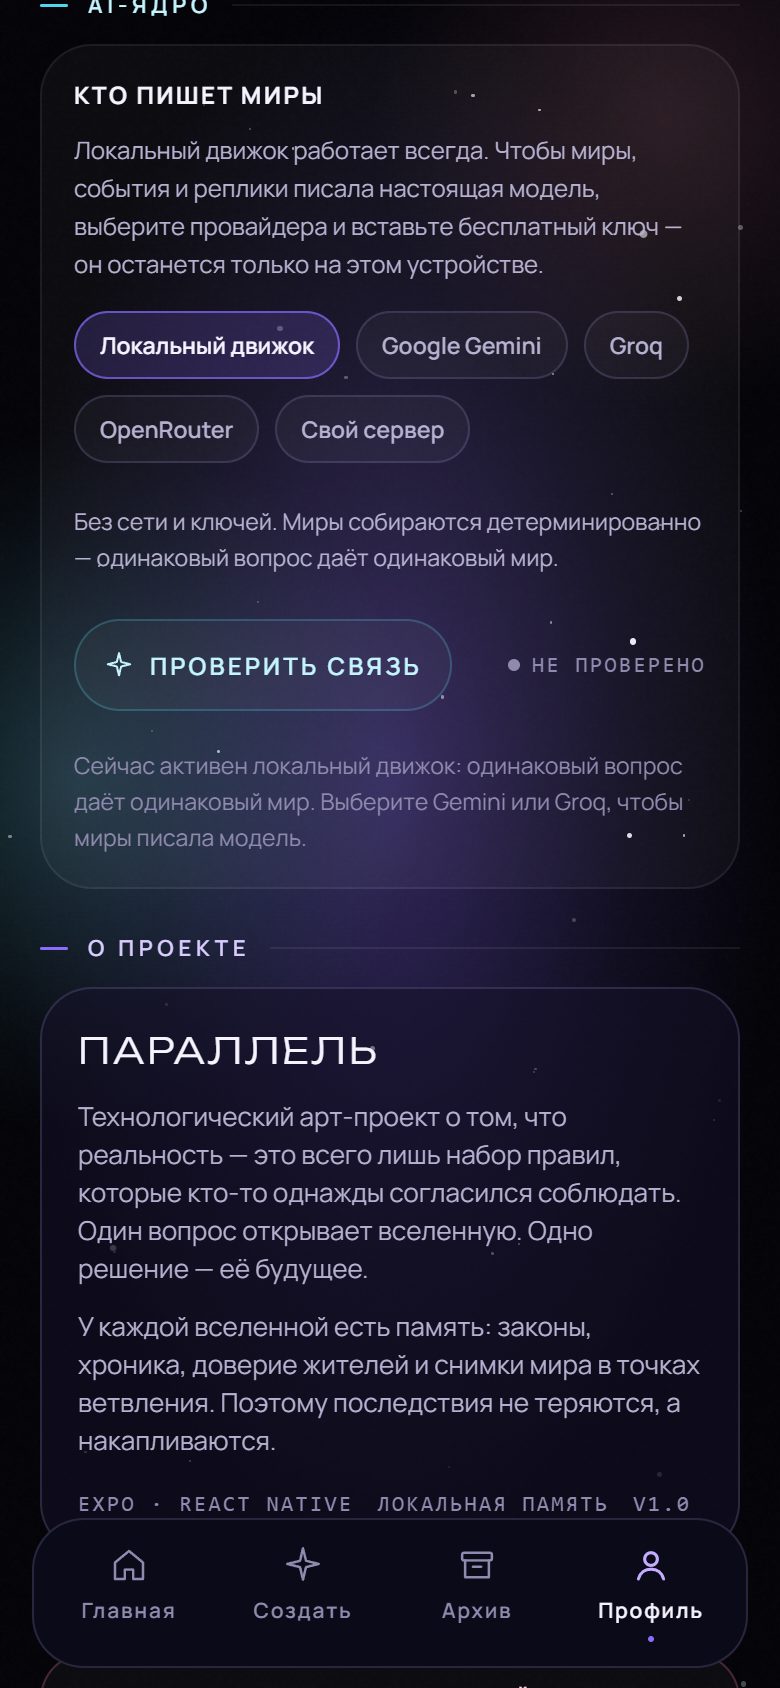 AI-ЯДРО
КТО ПИШЕТ МИРЫ
Локальный движок работает всегда. Чтобы миры,
события и реплики писала настоящая модель,
выберите провайдера и вставьте бесплатный ключ —
он останется только на этом устройстве.
Локальный движок
Google Gemini
Groq
OpenRouter
Свой сервер
Без сети и ключей. Миры собираются детерминированно
— одинаковый вопрос даёт одинаковый мир.
ПРОВЕРИТЬ СВЯЗЬ
НЕ ПРОВЕРЕНО
Сейчас активен локальный движок: одинаковый вопрос
даёт одинаковый мир. Выберите Gemini или Groq, чтобы
миры писала модель.
О ПРОЕКТЕ
ПАРАЛЛЕЛЬ
Технологический арт-проект о том, что
реальность — это всего лишь набор правил,
которые кто-то однажды согласился соблюдать.
Один вопрос открывает вселенную. Одно
решение — её будущее.
У каждой вселенной есть память: законы,
хроника, доверие жителей и снимки мира в точках
ветвления. Поэтому последствия не теряются, а
накапливаются.
EXPO · REACT NATIVE ЛОКАЛЬНАЯ ПАМЯТЬ V1.0
Главная
Создать
Архив
Профиль